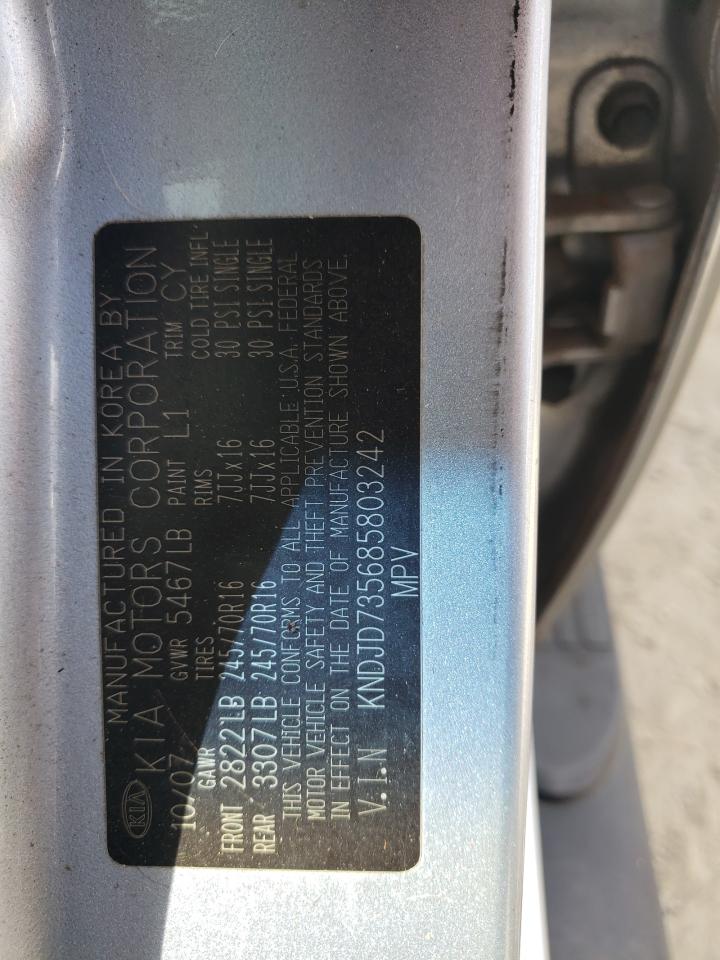 MANUFACTURED IN KOREA BY
KIA KIA MOTORS CORPORATION
10/07 GVWR 5467LB PAINT L1 TRIM CY
GAWR TIRES RIMS COLD TIRE INFL
FRONT 2822LB 245/70R16 7JJx16 30 PSI SINGLE
REAR 3307LB 245/70R16 7JJx16 30 PSI SINGLE
THIS VEHICLE CONFORMS TO ALL APPLICABLE U.S.A. FEDERAL
MOTOR VEHICLE SAFETY AND THEFT PREVENTION STANDARDS
IN EFFECT ON THE DATE OF MANUFACTURE SHOWN ABOVE.
V.I.N KNDJD735685803242
MPV